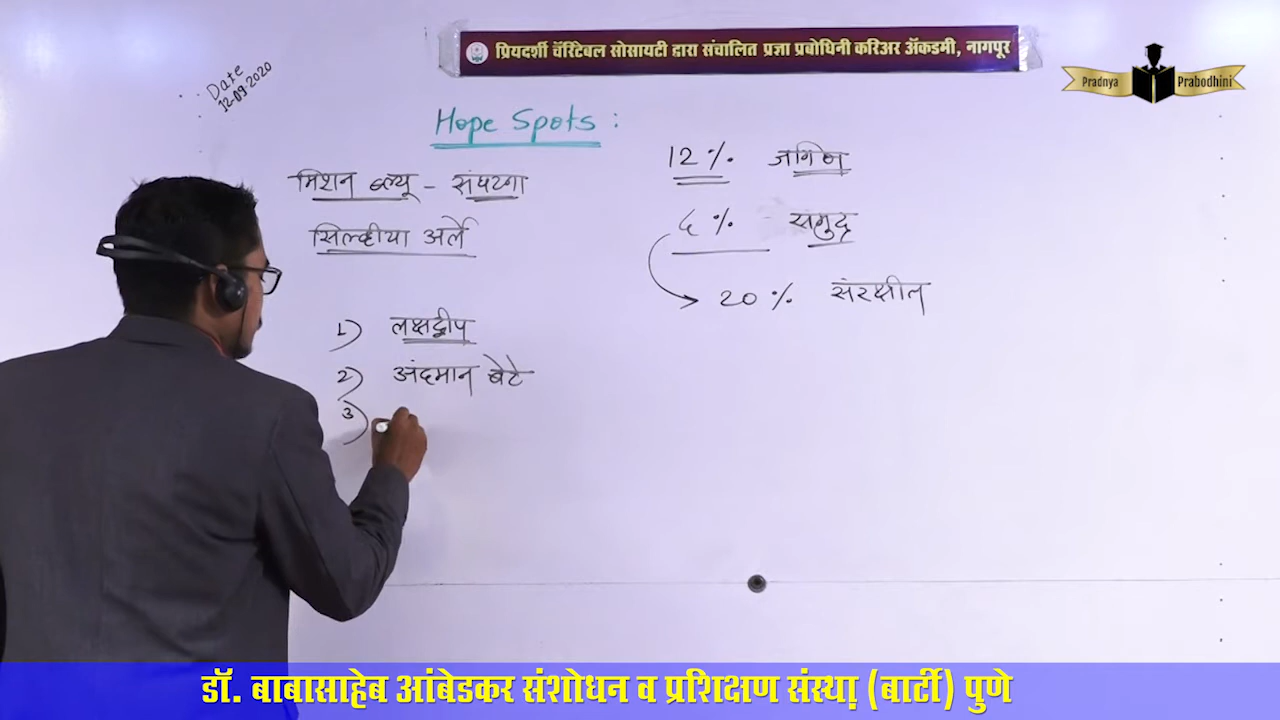 प्रियदर्शी चॅरिटेबल सोसायटी द्वारा संचालित प्रज्ञा प्रबोधिनी करिअर ॲकडमी, नागपूर
Pradnya Prabodhini
Date
12-09-2020
Hope Spots :
मिशन ब्ल्यू - संघटना
सिल्व्हीया अर्ले
1) लक्षद्वीप
2) अंदमान बेटे
3)
12 % जमिन
६ % समुद्र
20 % संरक्षीत
डॉ. बाबासाहेब आंबेडकर संशोधन व प्रशिक्षण संस्था (बार्टी) पुणे